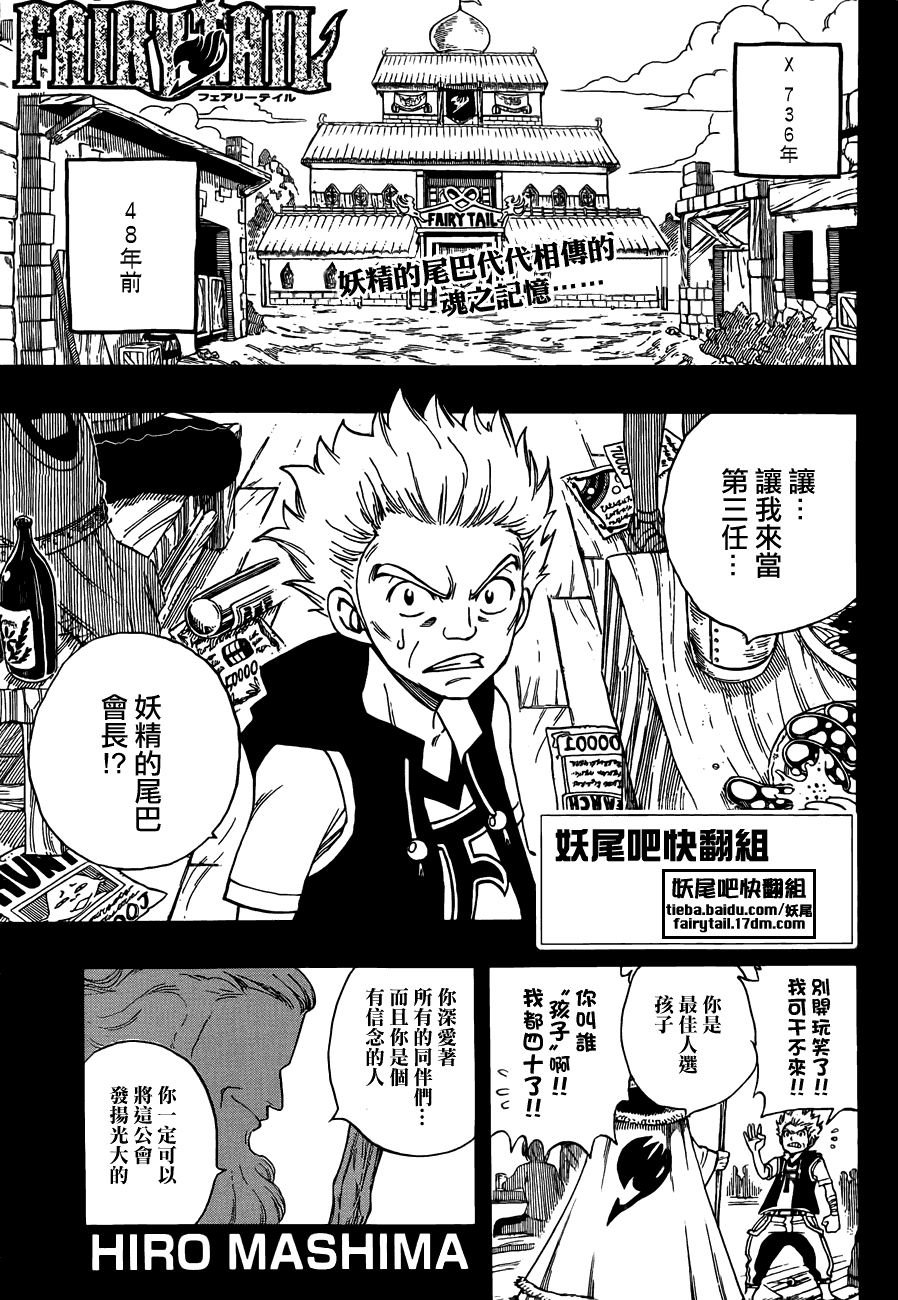 FAIRY TAIL
フェアリーテイル
X736年
48年前
FAIRY TAIL
妖精的尾巴代代相傳的
魂之記憶……
讓…
讓我來當
第三任…
妖精的尾巴
會長!?
妖尾吧快翻組
妖尾吧快翻組
tieba.baidu.com/妖尾
fairytail.17dm.com
別開玩笑了!!
我可干不來!!
你是
最佳人選
孩子
你叫誰
“孩子”啊!!
我都四十了!!
你深愛著
所有的同伴們…
而且你是個
有信念的人
你一定可以
將這公會
發揚光大的
HIRO MASHIMA